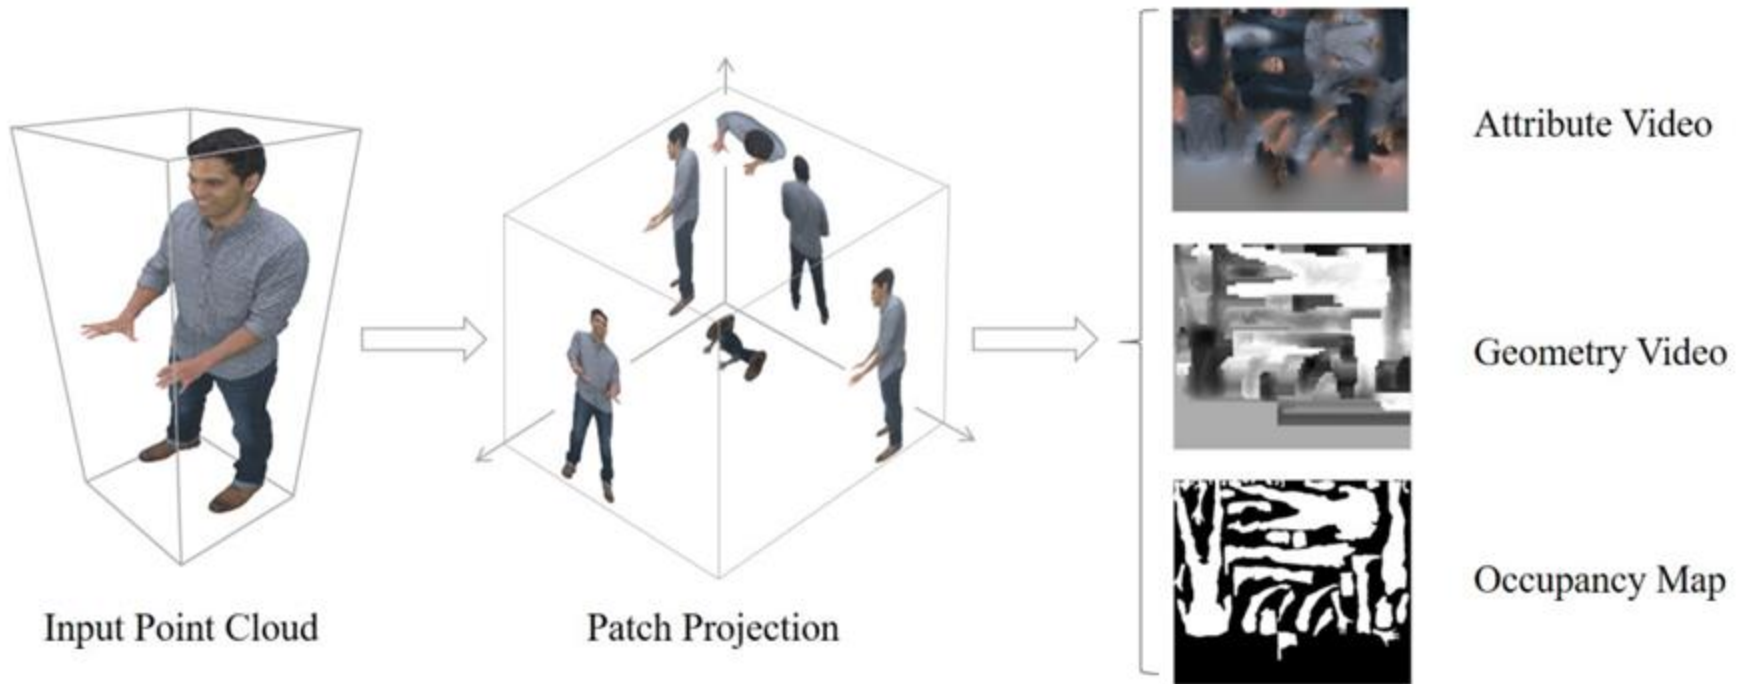 Input Point Cloud
Patch Projection
Attribute Video
Geometry Video
Occupancy Map